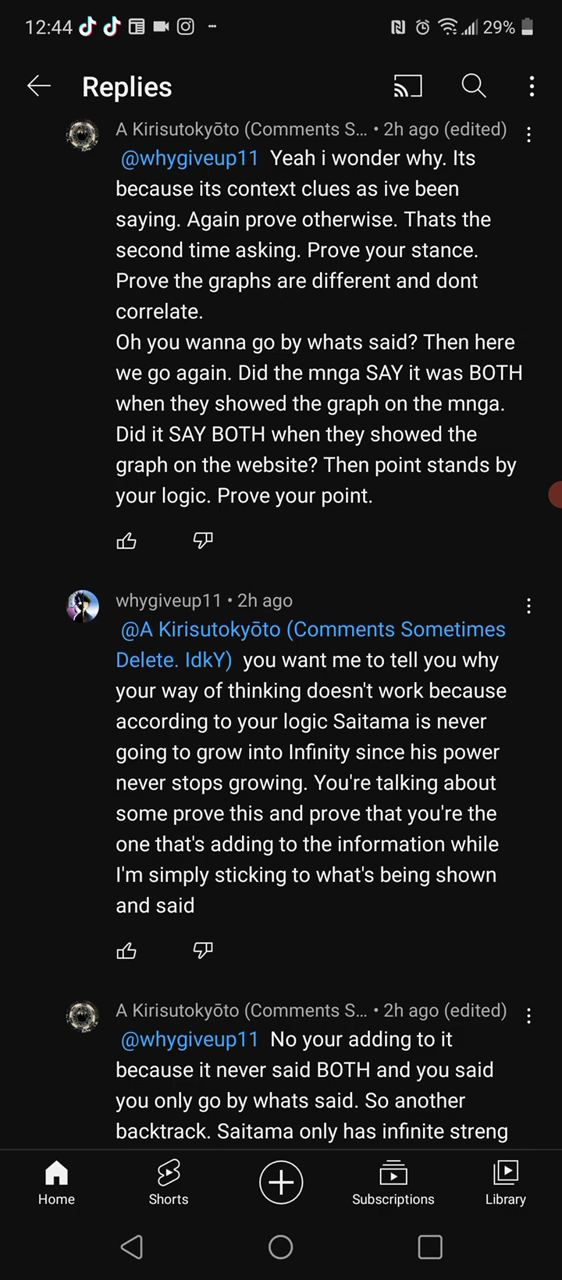 12:44
29%
Replies
A Kirisutokyōto (Comments S... • 2h ago (edited)
@whygiveup11 Yeah i wonder why. Its
because its context clues as ive been
saying. Again prove otherwise. Thats the
second time asking. Prove your stance.
Prove the graphs are different and dont
correlate.
Oh you wanna go by whats said? Then here
we go again. Did the mnga SAY it was BOTH
when they showed the graph on the mnga.
Did it SAY BOTH when they showed the
graph on the website? Then point stands by
your logic. Prove your point.
whygiveup11 • 2h ago
@A Kirisutokyōto (Comments Sometimes
Delete. IdkY) you want me to tell you why
your way of thinking doesn't work because
according to your logic Saitama is never
going to grow into Infinity since his power
never stops growing. You're talking about
some prove this and prove that you're the
one that's adding to the information while
I'm simply sticking to what's being shown
and said
A Kirisutokyōto (Comments S... • 2h ago (edited)
@whygiveup11 No your adding to it
because it never said BOTH and you said
you only go by whats said. So another
backtrack. Saitama only has infinite streng
Home
Shorts
Subscriptions
Library